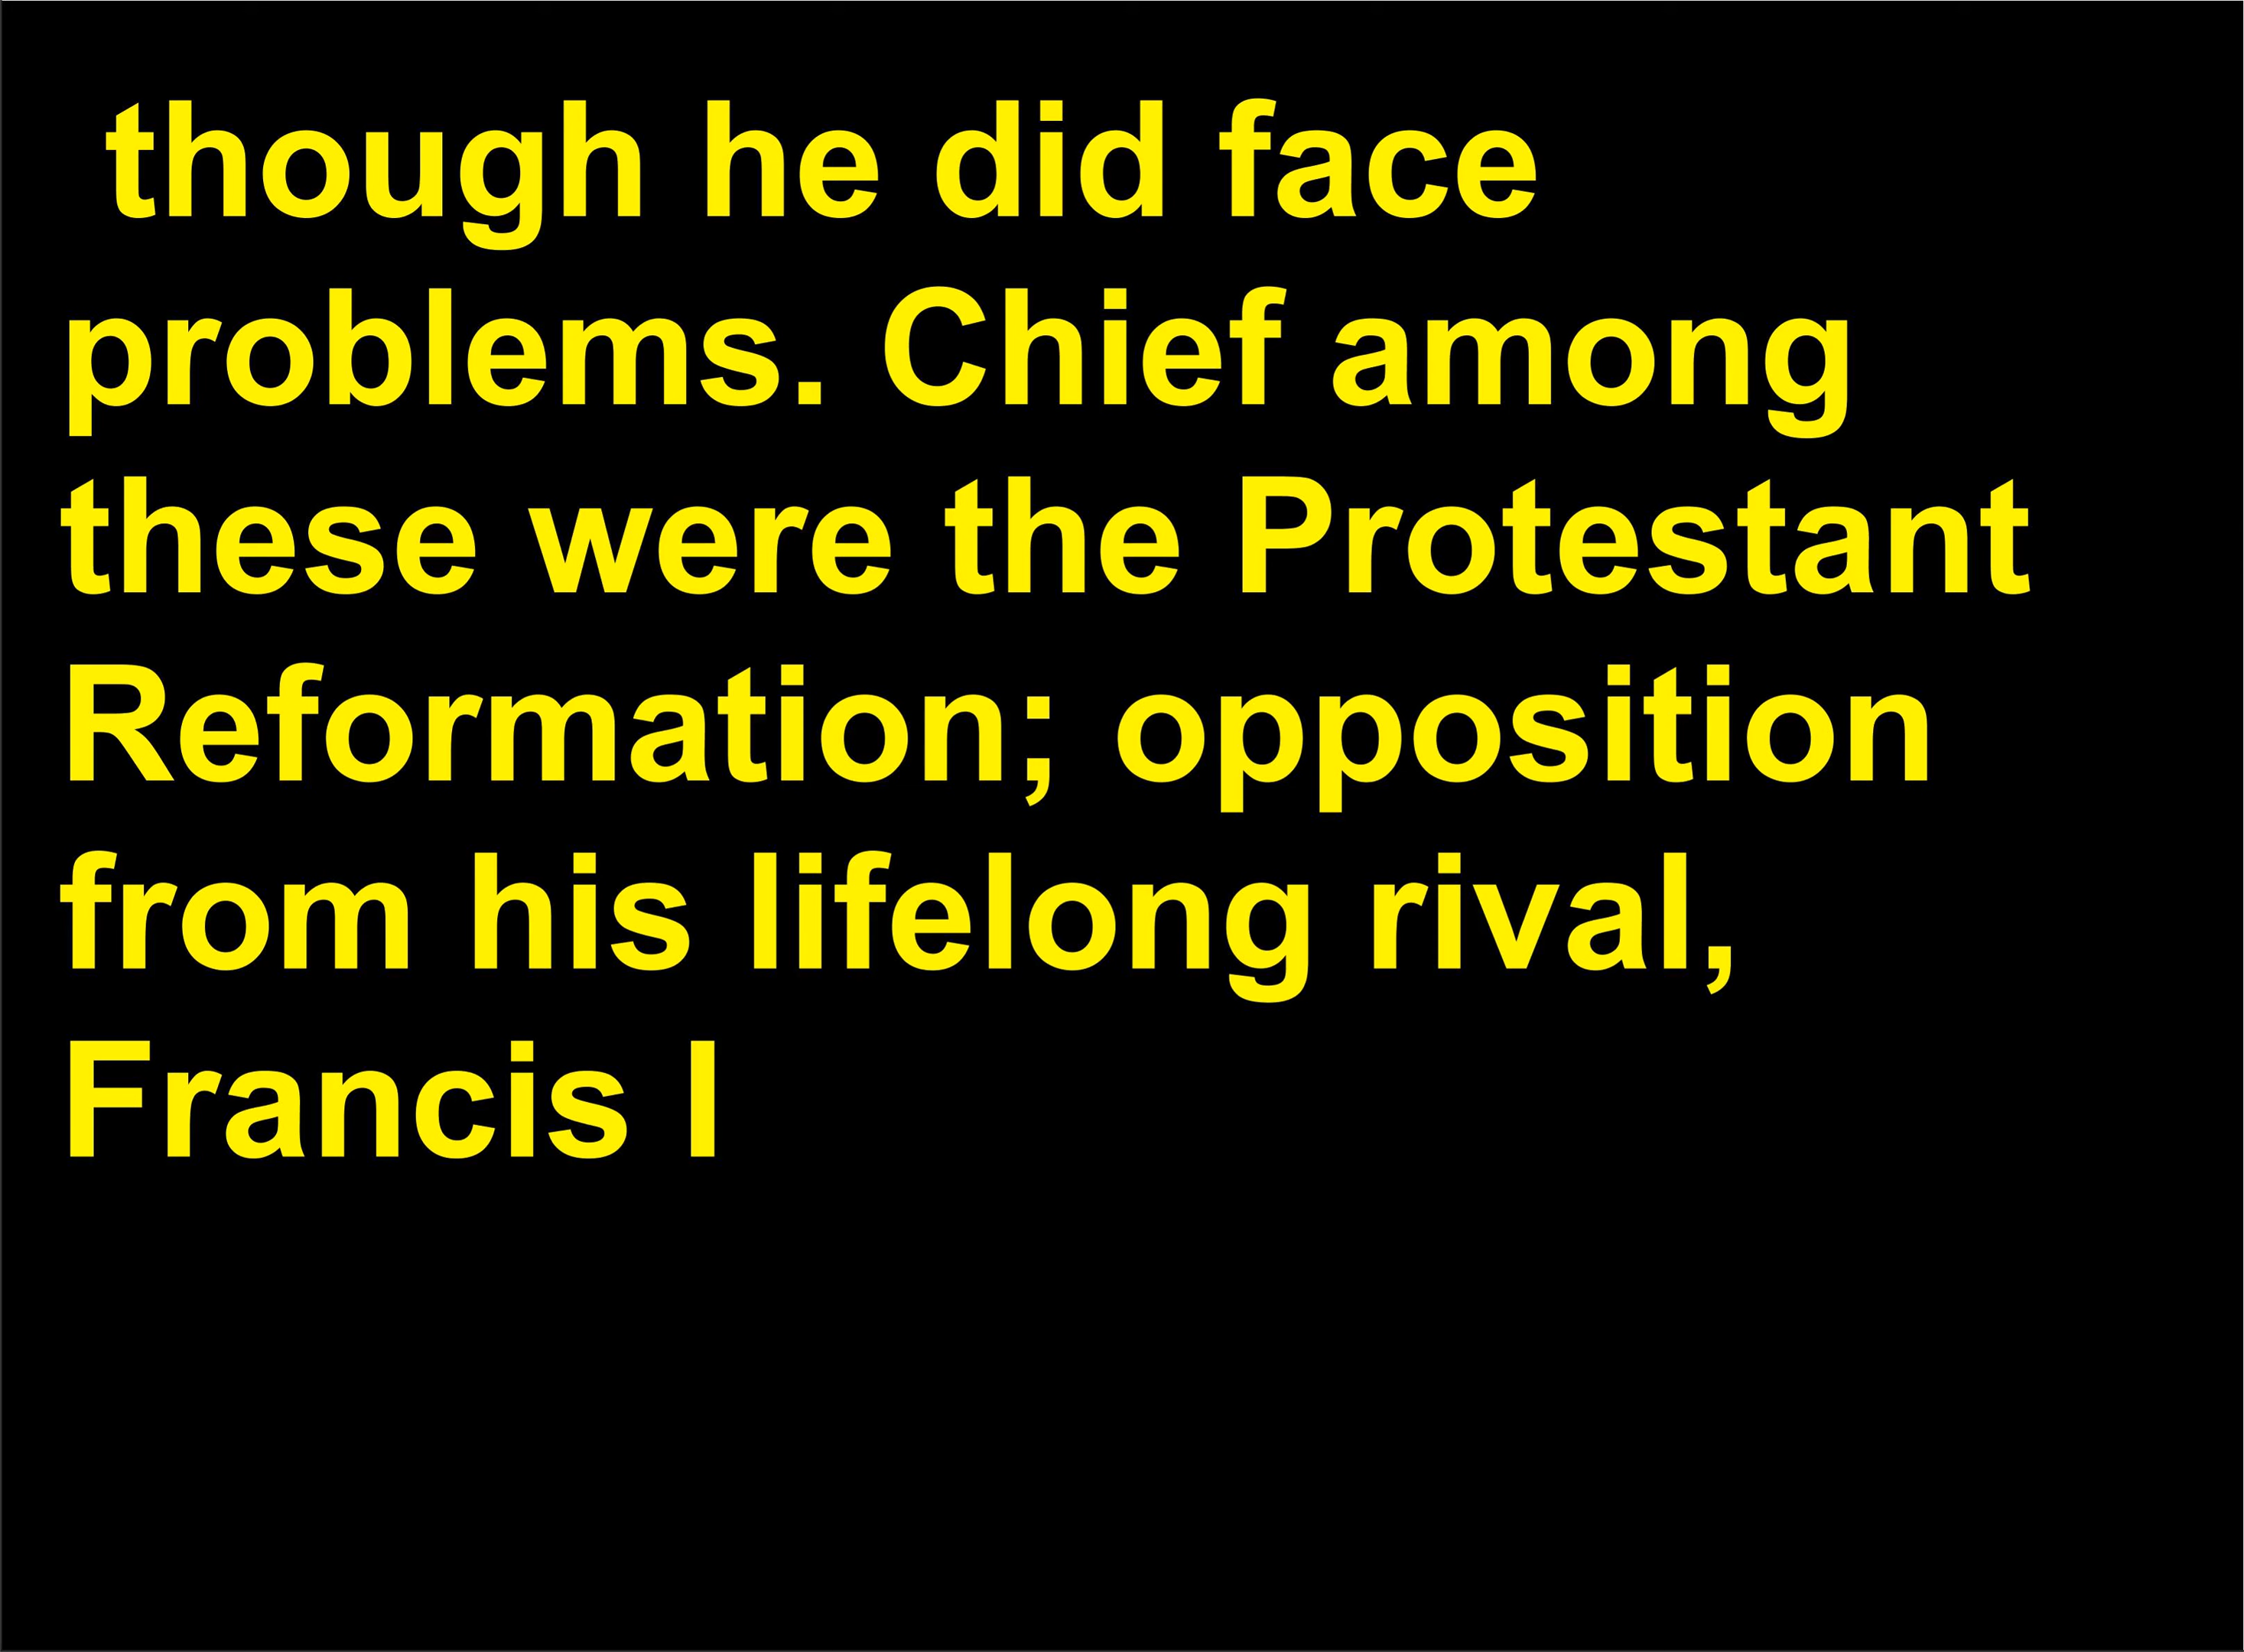 though he did face
problems. Chief among
these were the Protestant
Reformation; opposition
from his lifelong rival,
Francis I